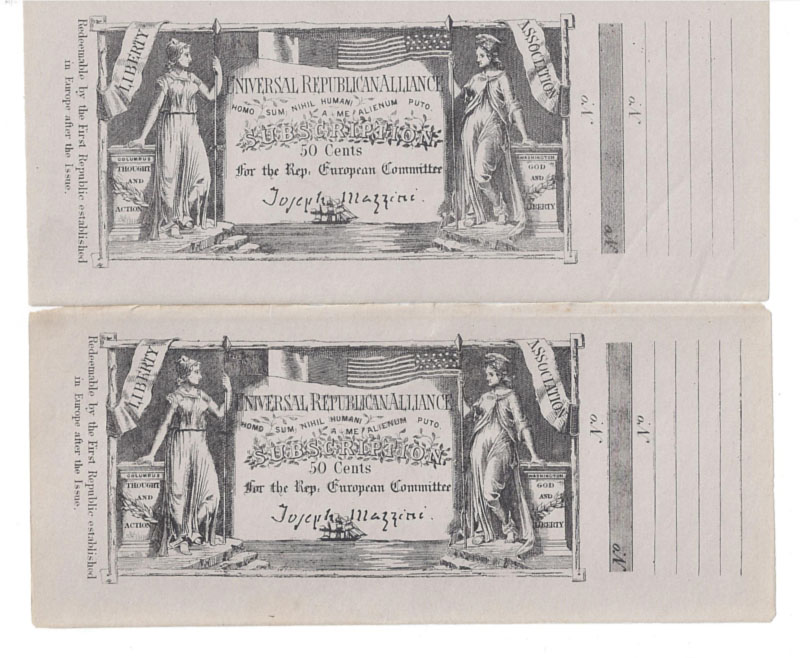 Redeemable by the First Republic established
in Europe after the Issue.
LIBERTY
ASSOCIATION
UNIVERSAL REPUBLICAN ALLIANCE
HOMO SUM, NIHIL HUMANI
A ME ALIENUM PUTO.
SUBSCRIPTION
50 Cents
For the Rep. European Committee
Joseph Mazzini.
COLUMBUS
THOUGHT
AND
ACTION
WASHINGTON
GOD
AND
LIBERTY
Redeemable by the First Republic established
in Europe after the Issue.
LIBERTY
ASSOCIATION
UNIVERSAL REPUBLICAN ALLIANCE
HOMO SUM, NIHIL HUMANI
A ME ALIENUM PUTO.
SUBSCRIPTION
50 Cents
For the Rep. European Committee
Joseph Mazzini.
COLUMBUS
THOUGHT
AND
ACTION
WASHINGTON
GOD
AND
LIBERTY